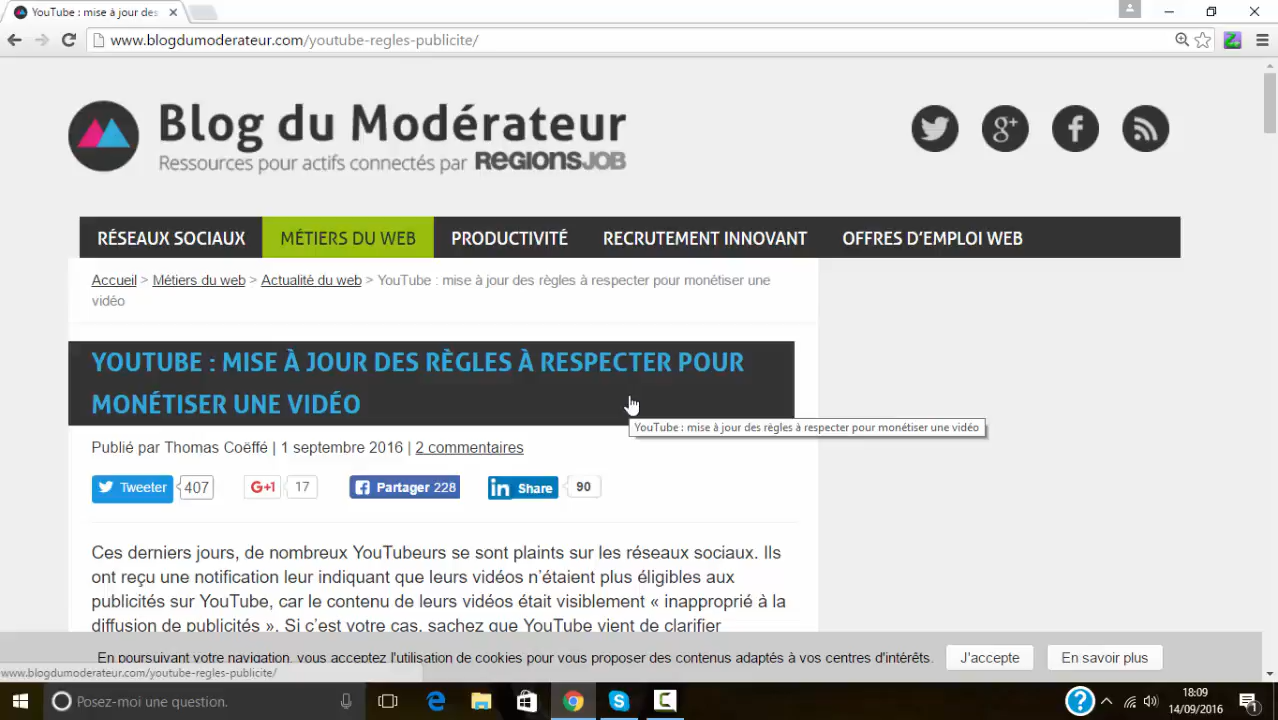 YouTube : mise à jour des
www.blogdumoderateur.com/youtube-regles-publicite/
Blog du Modérateur
Ressources pour actifs connectés par REGIONSJOB
RÉSEAUX SOCIAUX MÉTIERS DU WEB PRODUCTIVITÉ RECRUTEMENT INNOVANT OFFRES D'EMPLOI WEB
Accueil > Métiers du web > Actualité du web > YouTube : mise à jour des règles à respecter pour monétiser une
vidéo
YOUTUBE : MISE À JOUR DES RÈGLES À RESPECTER POUR
MONÉTISER UNE VIDÉO
YouTube : mise à jour des règles à respecter pour monétiser une vidéo
Publié par Thomas Coëffé | 1 septembre 2016 | 2 commentaires
Tweeter 407 G+1 17 Partager 228 in Share 90
Ces derniers jours, de nombreux YouTubeurs se sont plaints sur les réseaux sociaux. Ils
ont reçu une notification leur indiquant que leurs vidéos n'étaient plus éligibles aux
publicités sur YouTube, car le contenu de leurs vidéos était visiblement « inapproprié à la
diffusion de publicités ». Si c'est votre cas, sachez que YouTube vient de clarifier
En poursuivant votre navigation, vous acceptez l'utilisation de cookies pour vous proposer des contenus adaptés à vos centres d'intérêts. J'accepte En savoir plus
www.blogdumoderateur.com/youtube-regles-publicite/
Posez-moi une question.
18:09
14/09/2016